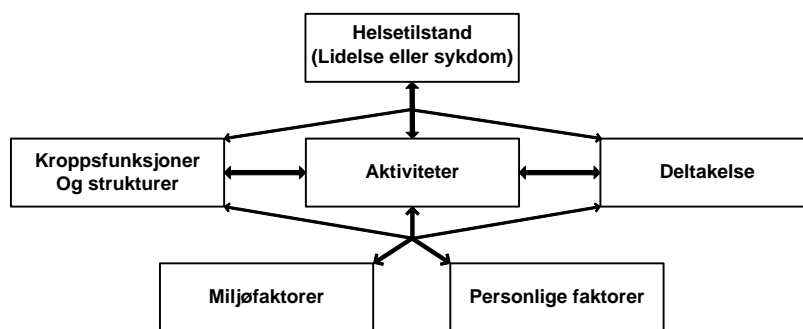 Helsetilstand
(Lidelse eller sykdom)
Kroppsfunksjoner
Og strukturer
Aktiviteter
Deltakelse
Miljøfaktorer
Personlige faktorer